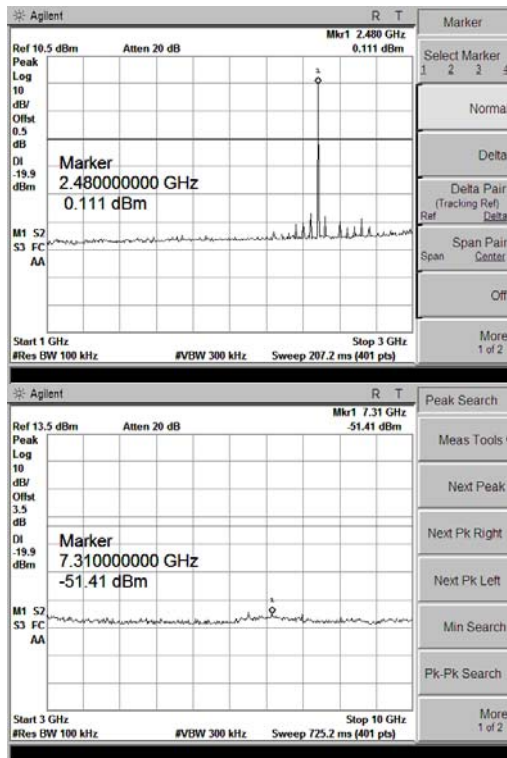 Agilent R T
Mkr1 2.480 GHz
Ref 10.5 dBm Atten 20 dB 0.111 dBm
Peak
Log
10
dB/
Offst
0.5
dB
DI
-19.9
dBm
Marker
2.480000000 GHz
0.111 dBm
1
M1 S2
S3 FC
AA
Start 1 GHz Stop 3 GHz
#Res BW 100 kHz #VBW 300 kHz Sweep 207.2 ms (401 pts)
Marker
Select Marker
1 2 3 4
Norma
Delta
Delta Pair
(Tracking Ref)
Ref Delta
Span Pair
Span Center
Off
More
1 of 2
Agilent R T
Mkr1 7.31 GHz
Ref 13.5 dBm Atten 20 dB -51.41 dBm
Peak
Log
10
dB/
Offst
3.5
dB
DI
-19.9
dBm
Marker
7.310000000 GHz
-51.41 dBm
1
M1 S2
S3 FC
AA
Start 3 GHz Stop 10 GHz
#Res BW 100 kHz #VBW 300 kHz Sweep 725.2 ms (401 pts)
Peak Search
Meas Tools
Next Peak
Next Pk Right
Next Pk Left
Min Search
Pk-Pk Search
More
1 of 2